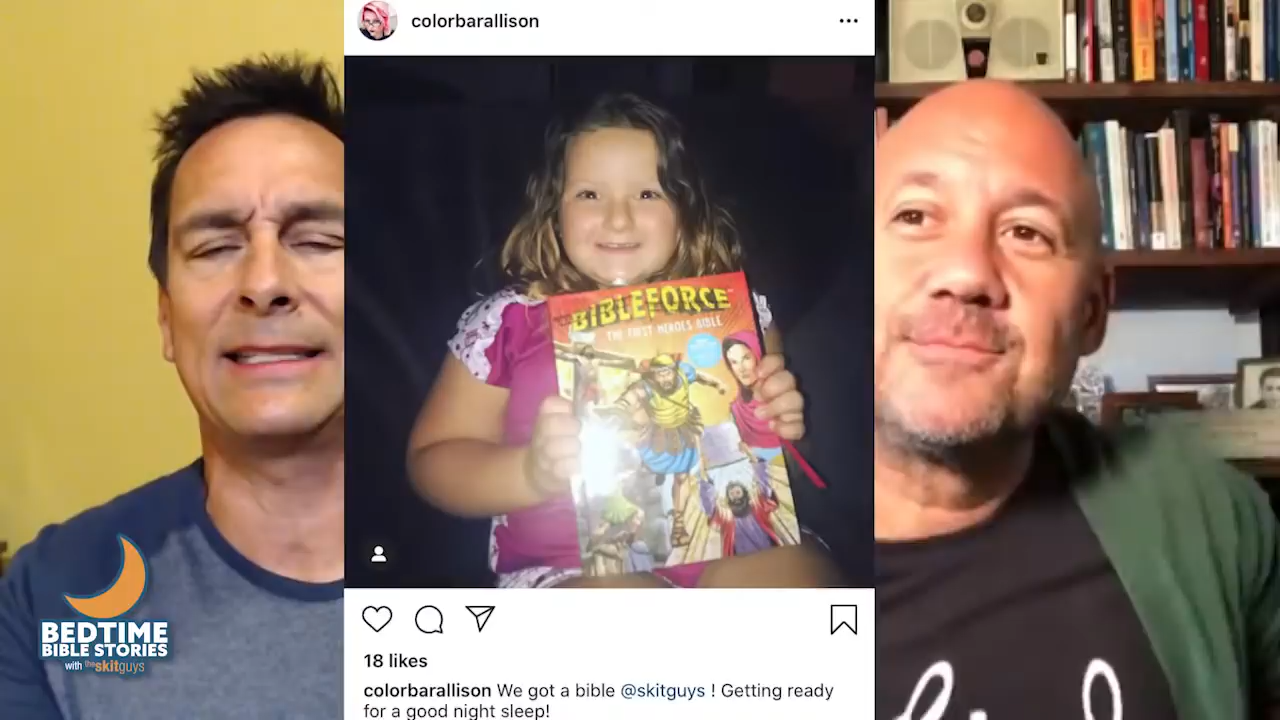 colorbarallison
BIBLEFORCE
THE FIRST HEROES BIBLE
BEDTIME
BIBLE STORIES
with the skitguys
18 likes
colorbarallison We got a bible @skitguys ! Getting ready
for a good night sleep!